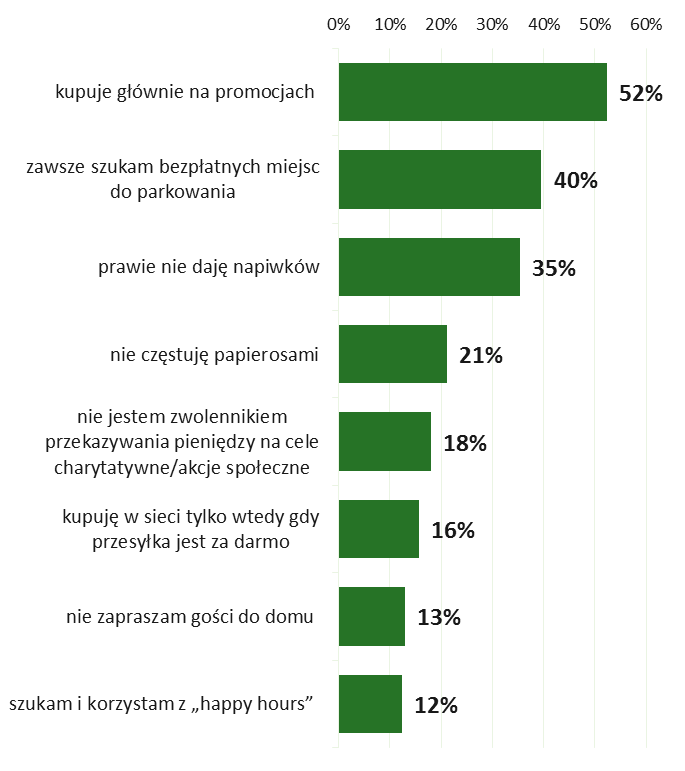 0% 10% 20% 30% 40% 50% 60%
kupuje głównie na promocjach 52%
zawsze szukam bezpłatnych miejsc
do parkowania 40%
prawie nie daję napiwków 35%
nie częstuję papierosami 21%
nie jestem zwolennikiem
przekazywania pieniędzy na cele 18%
charytatywne/akcje społeczne
kupuję w sieci tylko wtedy gdy
przesyłka jest za darmo 16%
nie zapraszam gości do domu 13%
szukam i korzystam z „happy hours” 12%